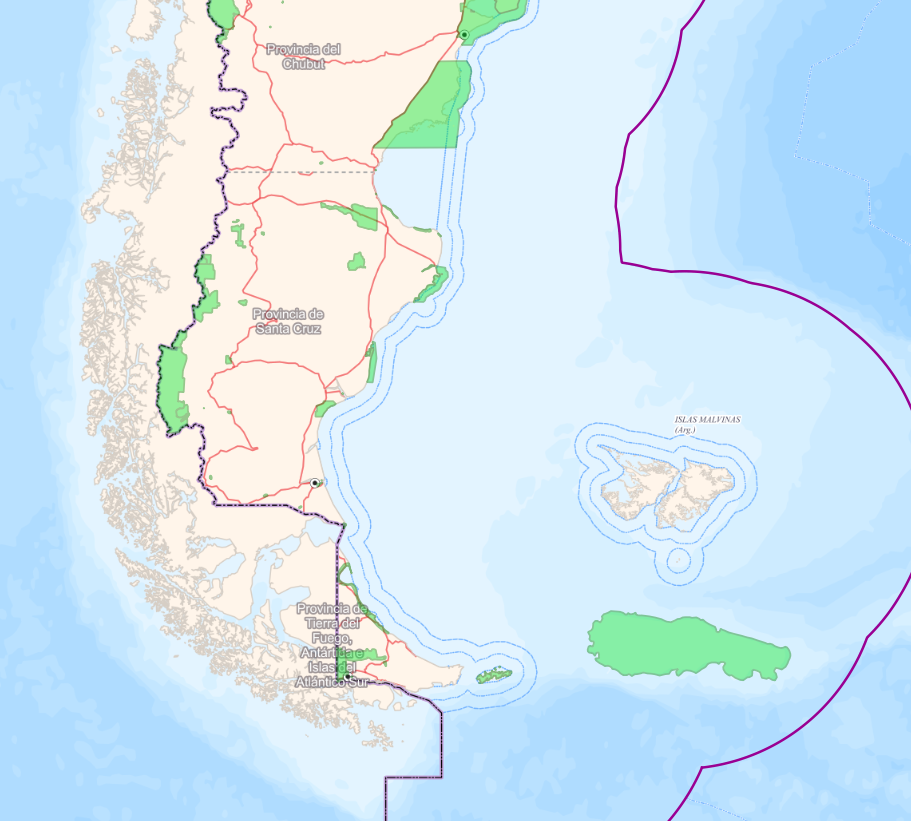 Provincia del
Chubut
Provincia de
Santa Cruz
ISLAS MALVINAS
(Arg.)
Provincia de
Tierra del
Fuego,
Antártida e
Islas del
Atlántico Sur